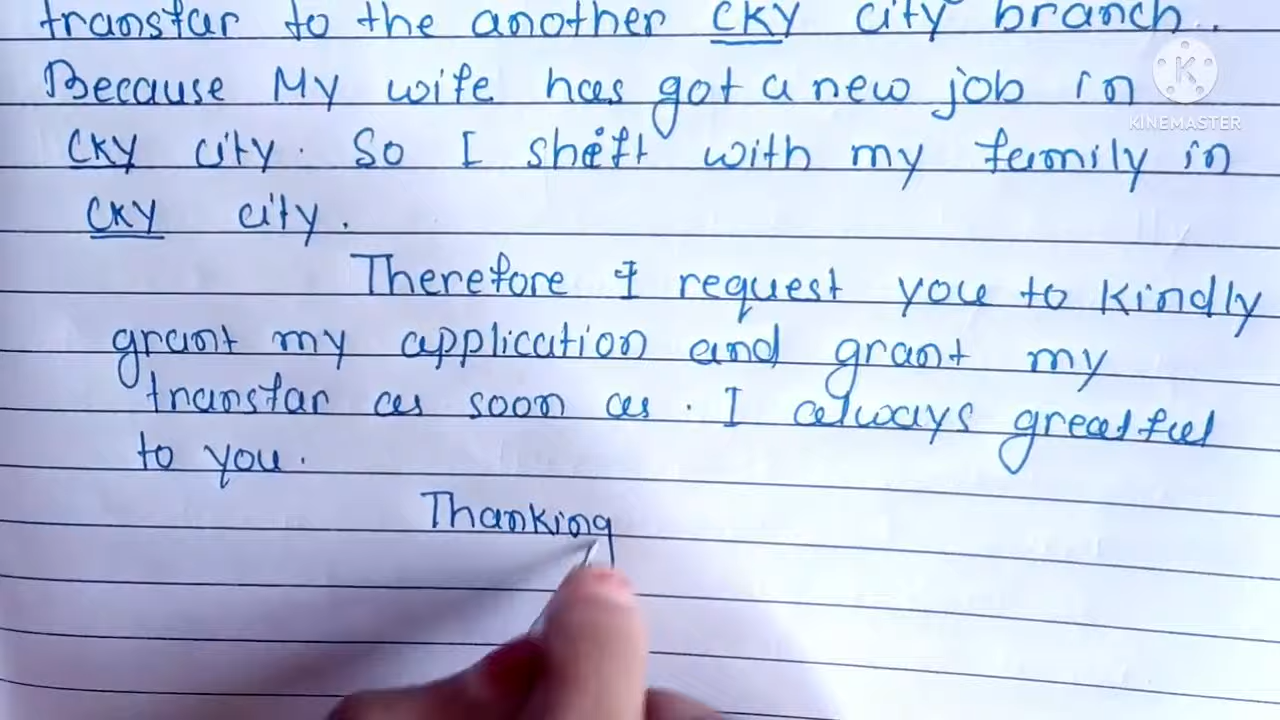 transfar to the another CKY city branch.
Because My wife has got a new job in
CKY city. So I shift with my family in
CKY city.
Therefore I request you to kindly
grant my application and grant my
transfar as soon as. I always greatful
to you.
Thanking
K
KINEMASTER